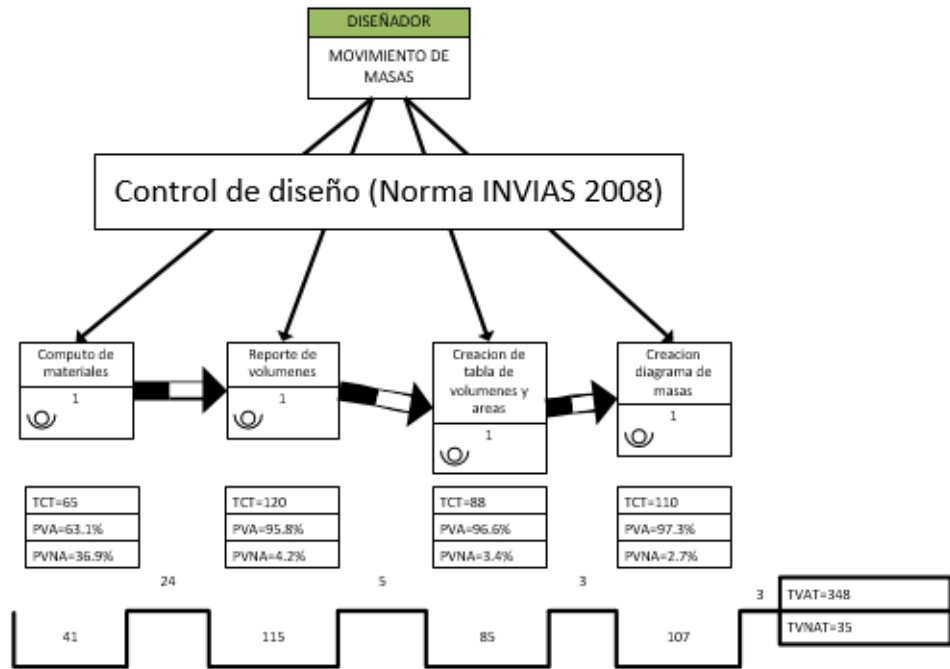 DISEÑADOR
MOVIMIENTO DE
MASAS
Control de diseño (Norma INVIAS 2008)
Computo de
materiales
1
Reporte de
volumenes
1
Creacion de
tabla de
volumenes y
areas
1
Creacion
diagrama de
masas
1
TCT=65
PVA=63.1%
PVNA=36.9%
TCT=120
PVA=95.8%
PVNA=4.2%
TCT=88
PVA=96.6%
PVNA=3.4%
TCT=110
PVA=97.3%
PVNA=2.7%
24
5
3
3
TVAT=348
TVNAT=35
41
115
85
107